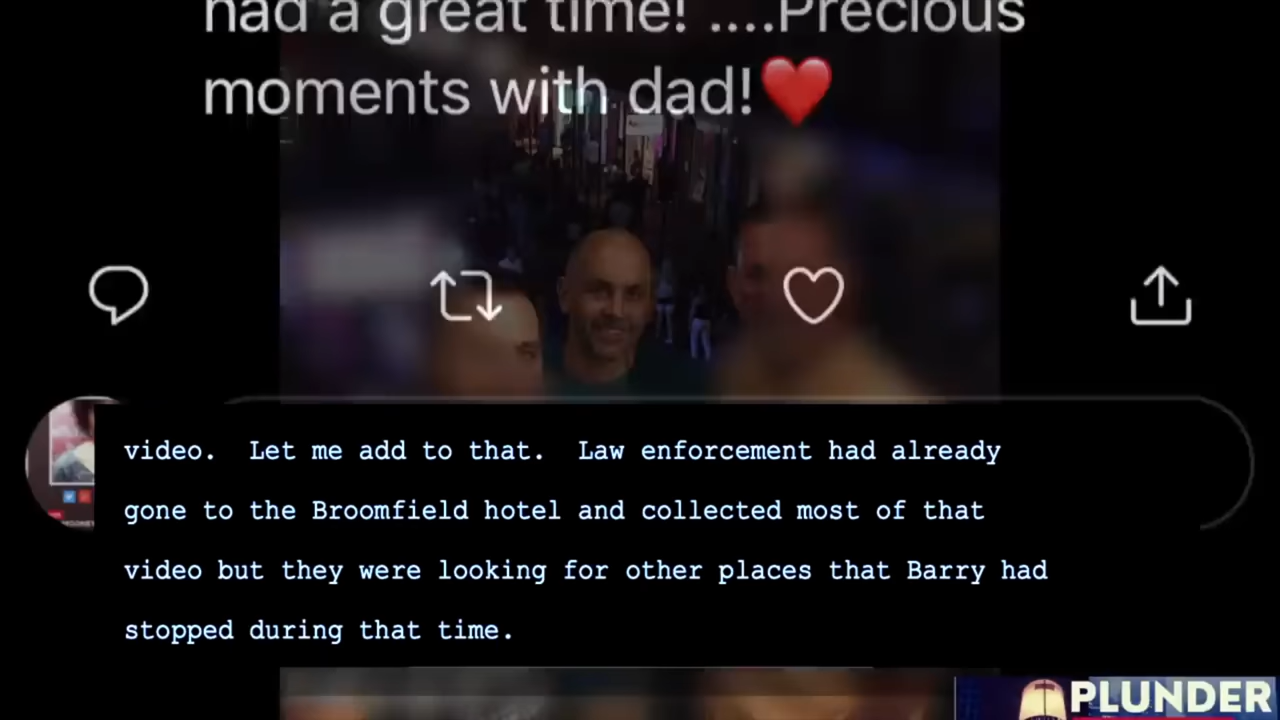 had a great time! ....Precious
moments with dad!❤️
video.  Let me add to that.  Law enforcement had already
gone to the Broomfield hotel and collected most of that
video but they were looking for other places that Barry had
stopped during that time.
PLUNDER